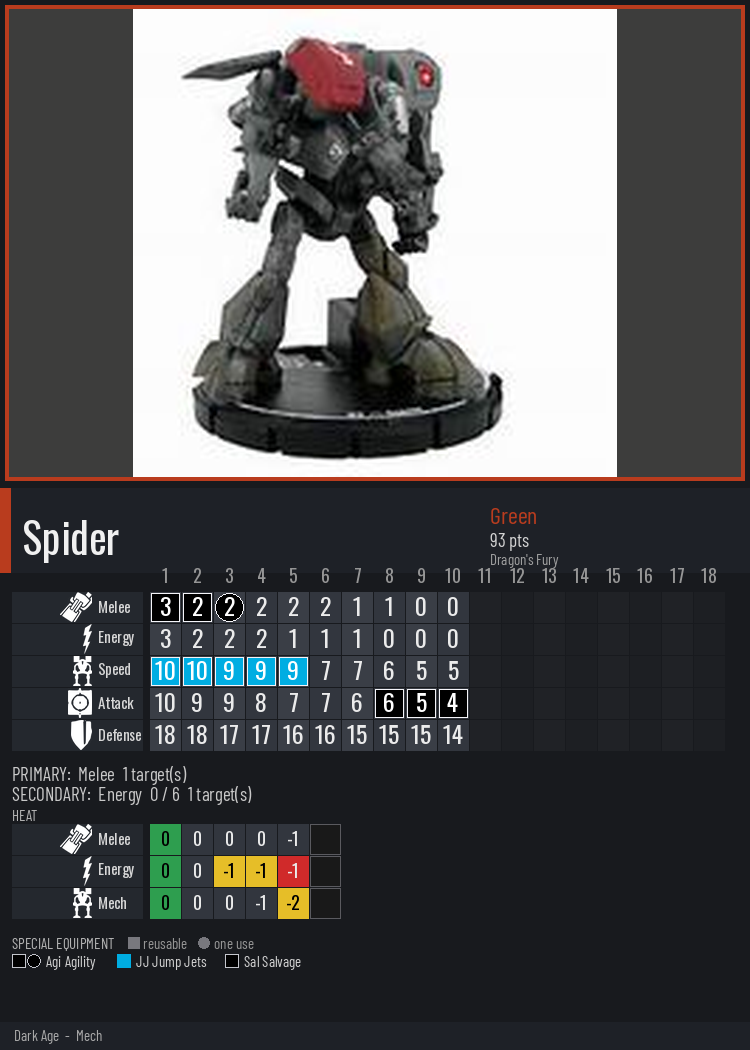 Spider
Green
93 pts
Dragon's Fury
1 2 3 4 5 6 7 8 9 10 11 12 13 14 15 16 17 18
Melee 3 2 2 2 2 2 1 1 0 0
Energy 3 2 2 2 1 1 1 0 0 0
Speed 10 10 9 9 9 7 7 6 5 5
Attack 10 9 9 8 7 7 6 6 5 4
Defense 18 18 17 17 16 16 15 15 15 14
PRIMARY: Melee 1 target(s)
SECONDARY: Energy 0 / 6 1 target(s)
HEAT
Melee 0 0 0 0 -1
Energy 0 0 -1 -1 -1
Mech 0 0 0 -1 -2
SPECIAL EQUIPMENT reusable one use
Agi Agility JJ Jump Jets Sal Salvage
Dark Age - Mech